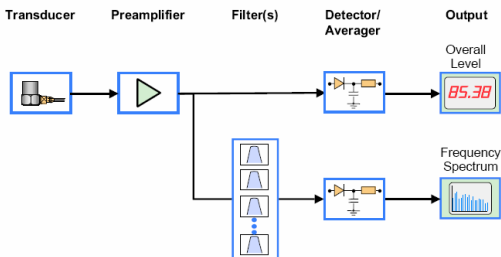 Transducer
Preamplifier
Filter(s)
Detector/
Averager
Output
Overall
Level
85.38
Frequency
Spectrum